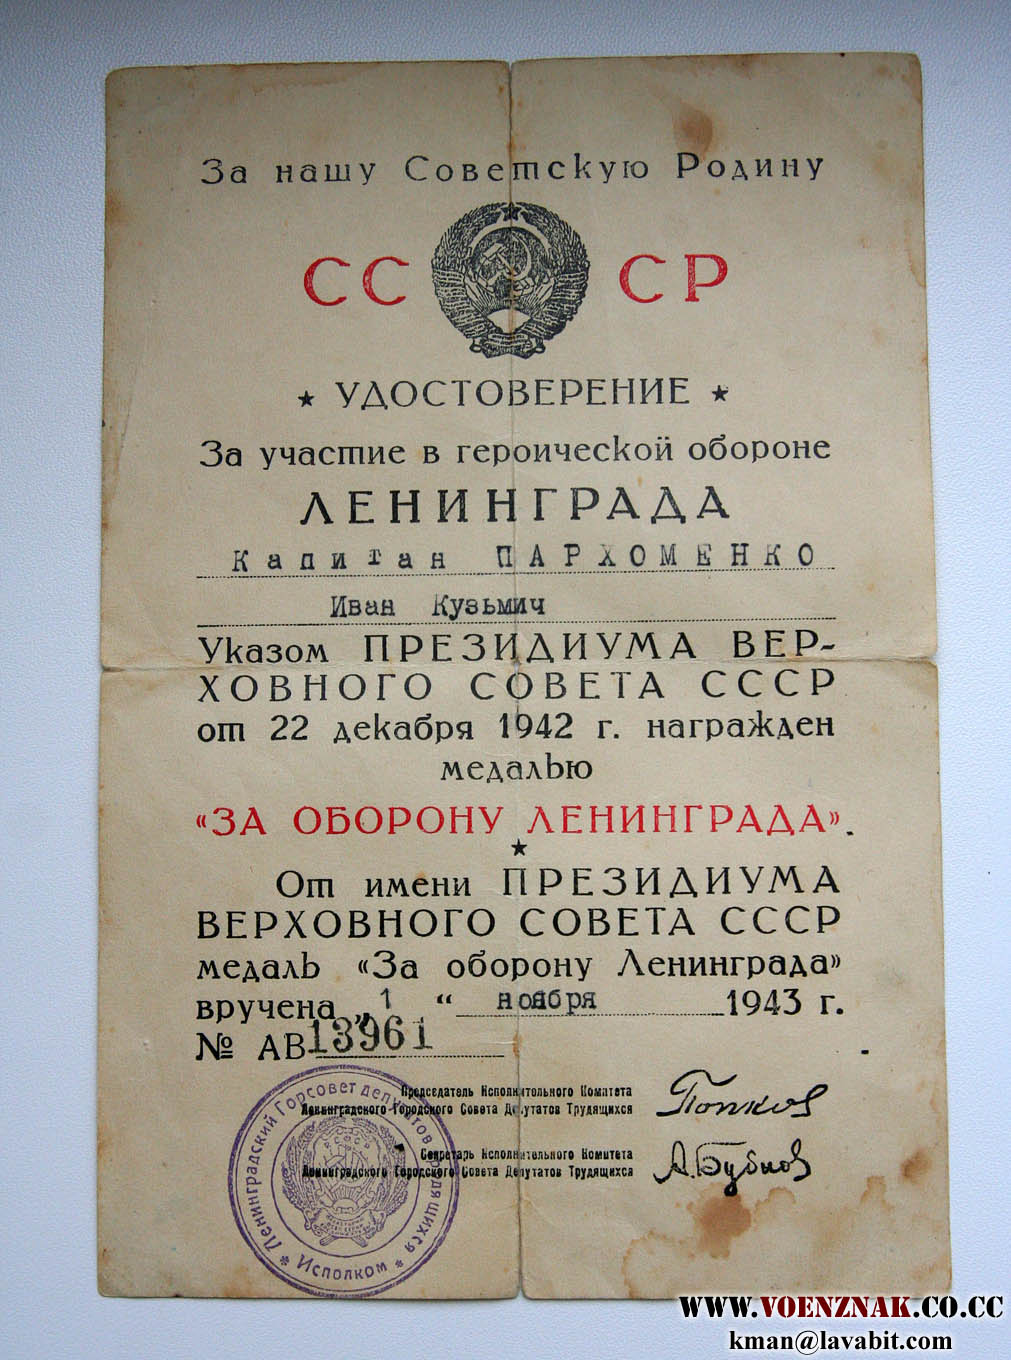 За нашу Советскую Родину
СССР
★ УДОСТОВЕРЕНИЕ ★
За участие в героической обороне
ЛЕНИНГРАДА
Капитан ПАРХОМЕНКО
Иван Кузьмич
Указом ПРЕЗИДИУМА ВЕР-
ХОВНОГО СОВЕТА СССР
от 22 декабря 1942 г. награжден
медалью
«ЗА ОБОРОНУ ЛЕНИНГРАДА».
★
От имени ПРЕЗИДИУМА
ВЕРХОВНОГО СОВЕТА СССР
медаль «За оборону Ленинграда»
вручена „1“ ноября 1943 г.
№ АВ 13961
Председатель Исполнительного Комитета
Ленинградского Городского Совета Депутатов Трудящихся
Попков
Секретарь Исполнительного Комитета
Ленинградского Городского Совета Депутатов Трудящихся
А. Бубнов
Ленинградский Горсовет депутатов трудящихся
* Исполком *
РСФСР
WWW.VOENZNAK.CO.CC
kman@lavabit.com